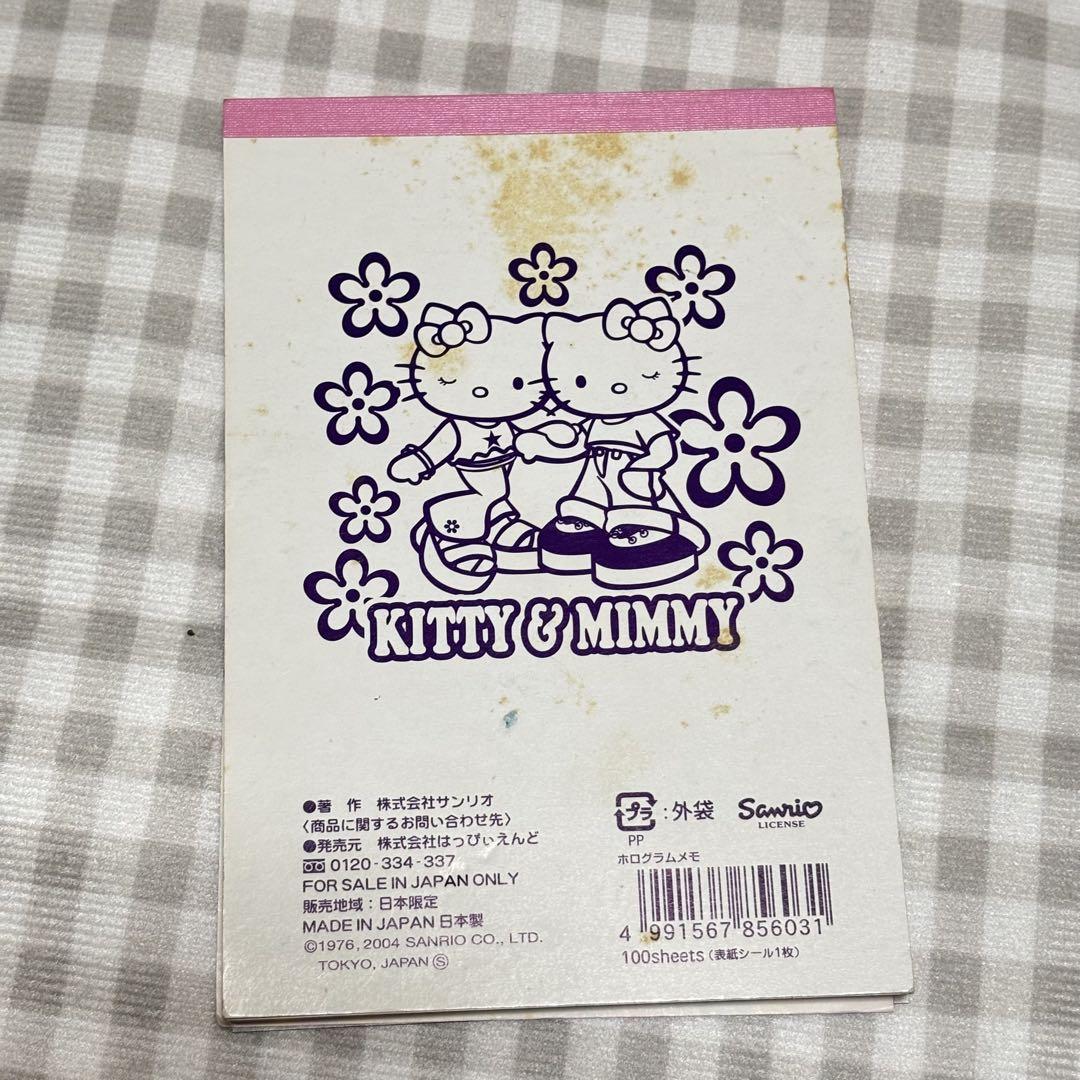 KITTY & MIMMY
●著 作 株式会社サンリオ
〈商品に関するお問い合わせ先〉
●発売元 株式会社はっぴぃえんど
0120-334-337
FOR SALE IN JAPAN ONLY
販売地域:日本限定
MADE IN JAPAN 日本製
©1976, 2004 SANRIO CO., LTD.
TOKYO, JAPAN Ⓢ
プラ:外袋
PP
Sanrio
LICENSE
ホログラムメモ
4 991567 856031
100sheets(表紙シール1枚)